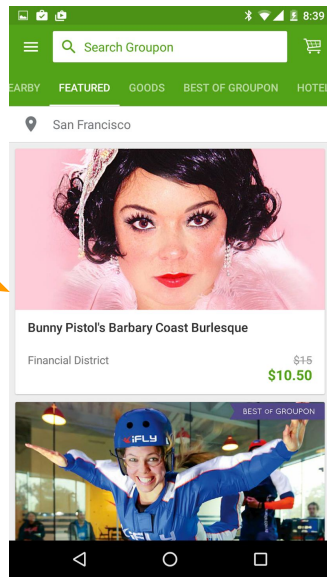 8:39
Search Groupon
EARBY FEATURED GOODS BEST OF GROUPON HOTEL
San Francisco
Bunny Pistol's Barbary Coast Burlesque
Financial District $15
$10.50
BEST OF GROUPON
iFLY